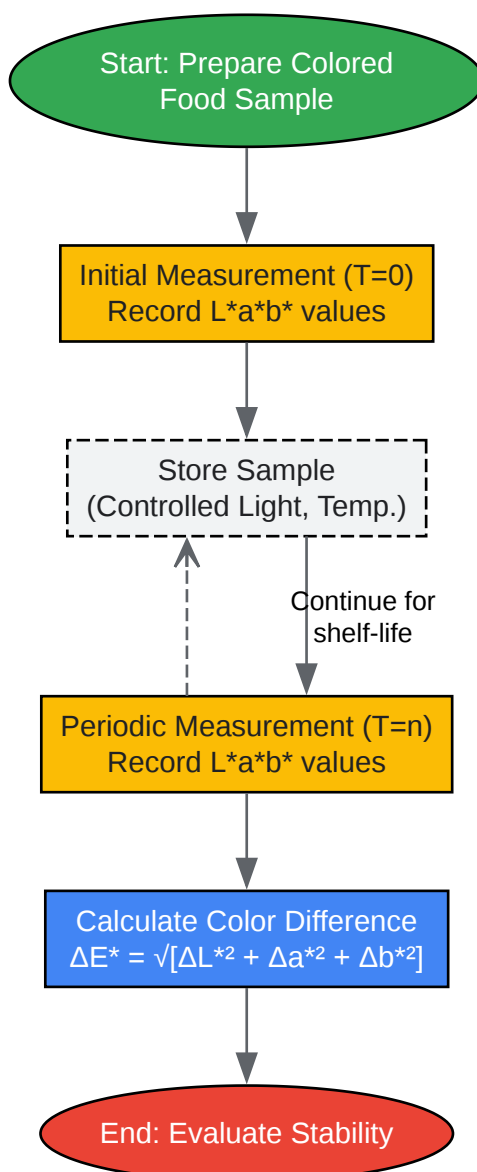 Start: Prepare Colored
Food Sample
Initial Measurement (T=0)
Record L*a*b* values
Store Sample
(Controlled Light, Temp.)
Continue for
shelf-life
Periodic Measurement (T=n)
Record L*a*b* values
Calculate Color Difference
ΔE* = √[ΔL*² + Δa*² + Δb*²]
End: Evaluate Stability